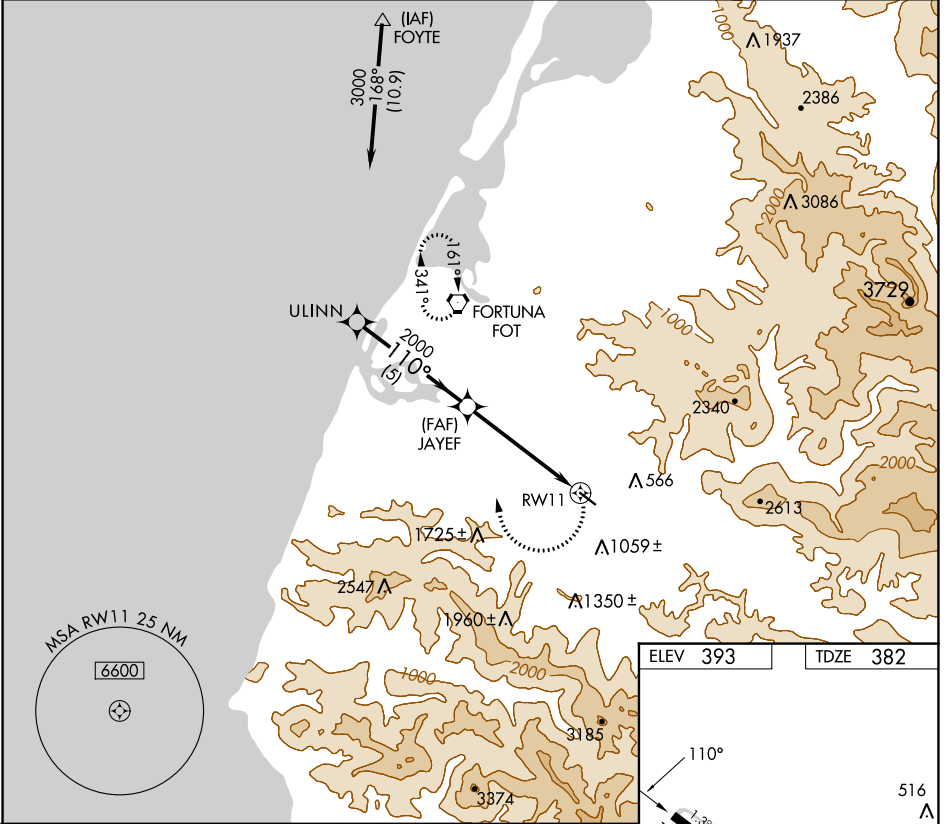 (IAF)
FOYTE
3000
168°
(10.9)
1000
1937
2386
3086
2000
3729
161°
341°
FORTUNA
FOT
ULINN
2000
110°
(5)
(FAF)
JAYEF
1000
2340
2000
566
RW11
2613
1725±
1059±
2547
1350±
1960±
MSA RW11 25 NM
6600
1000
2000
3185
3374
ELEV 393
TDZE 382
110°
516